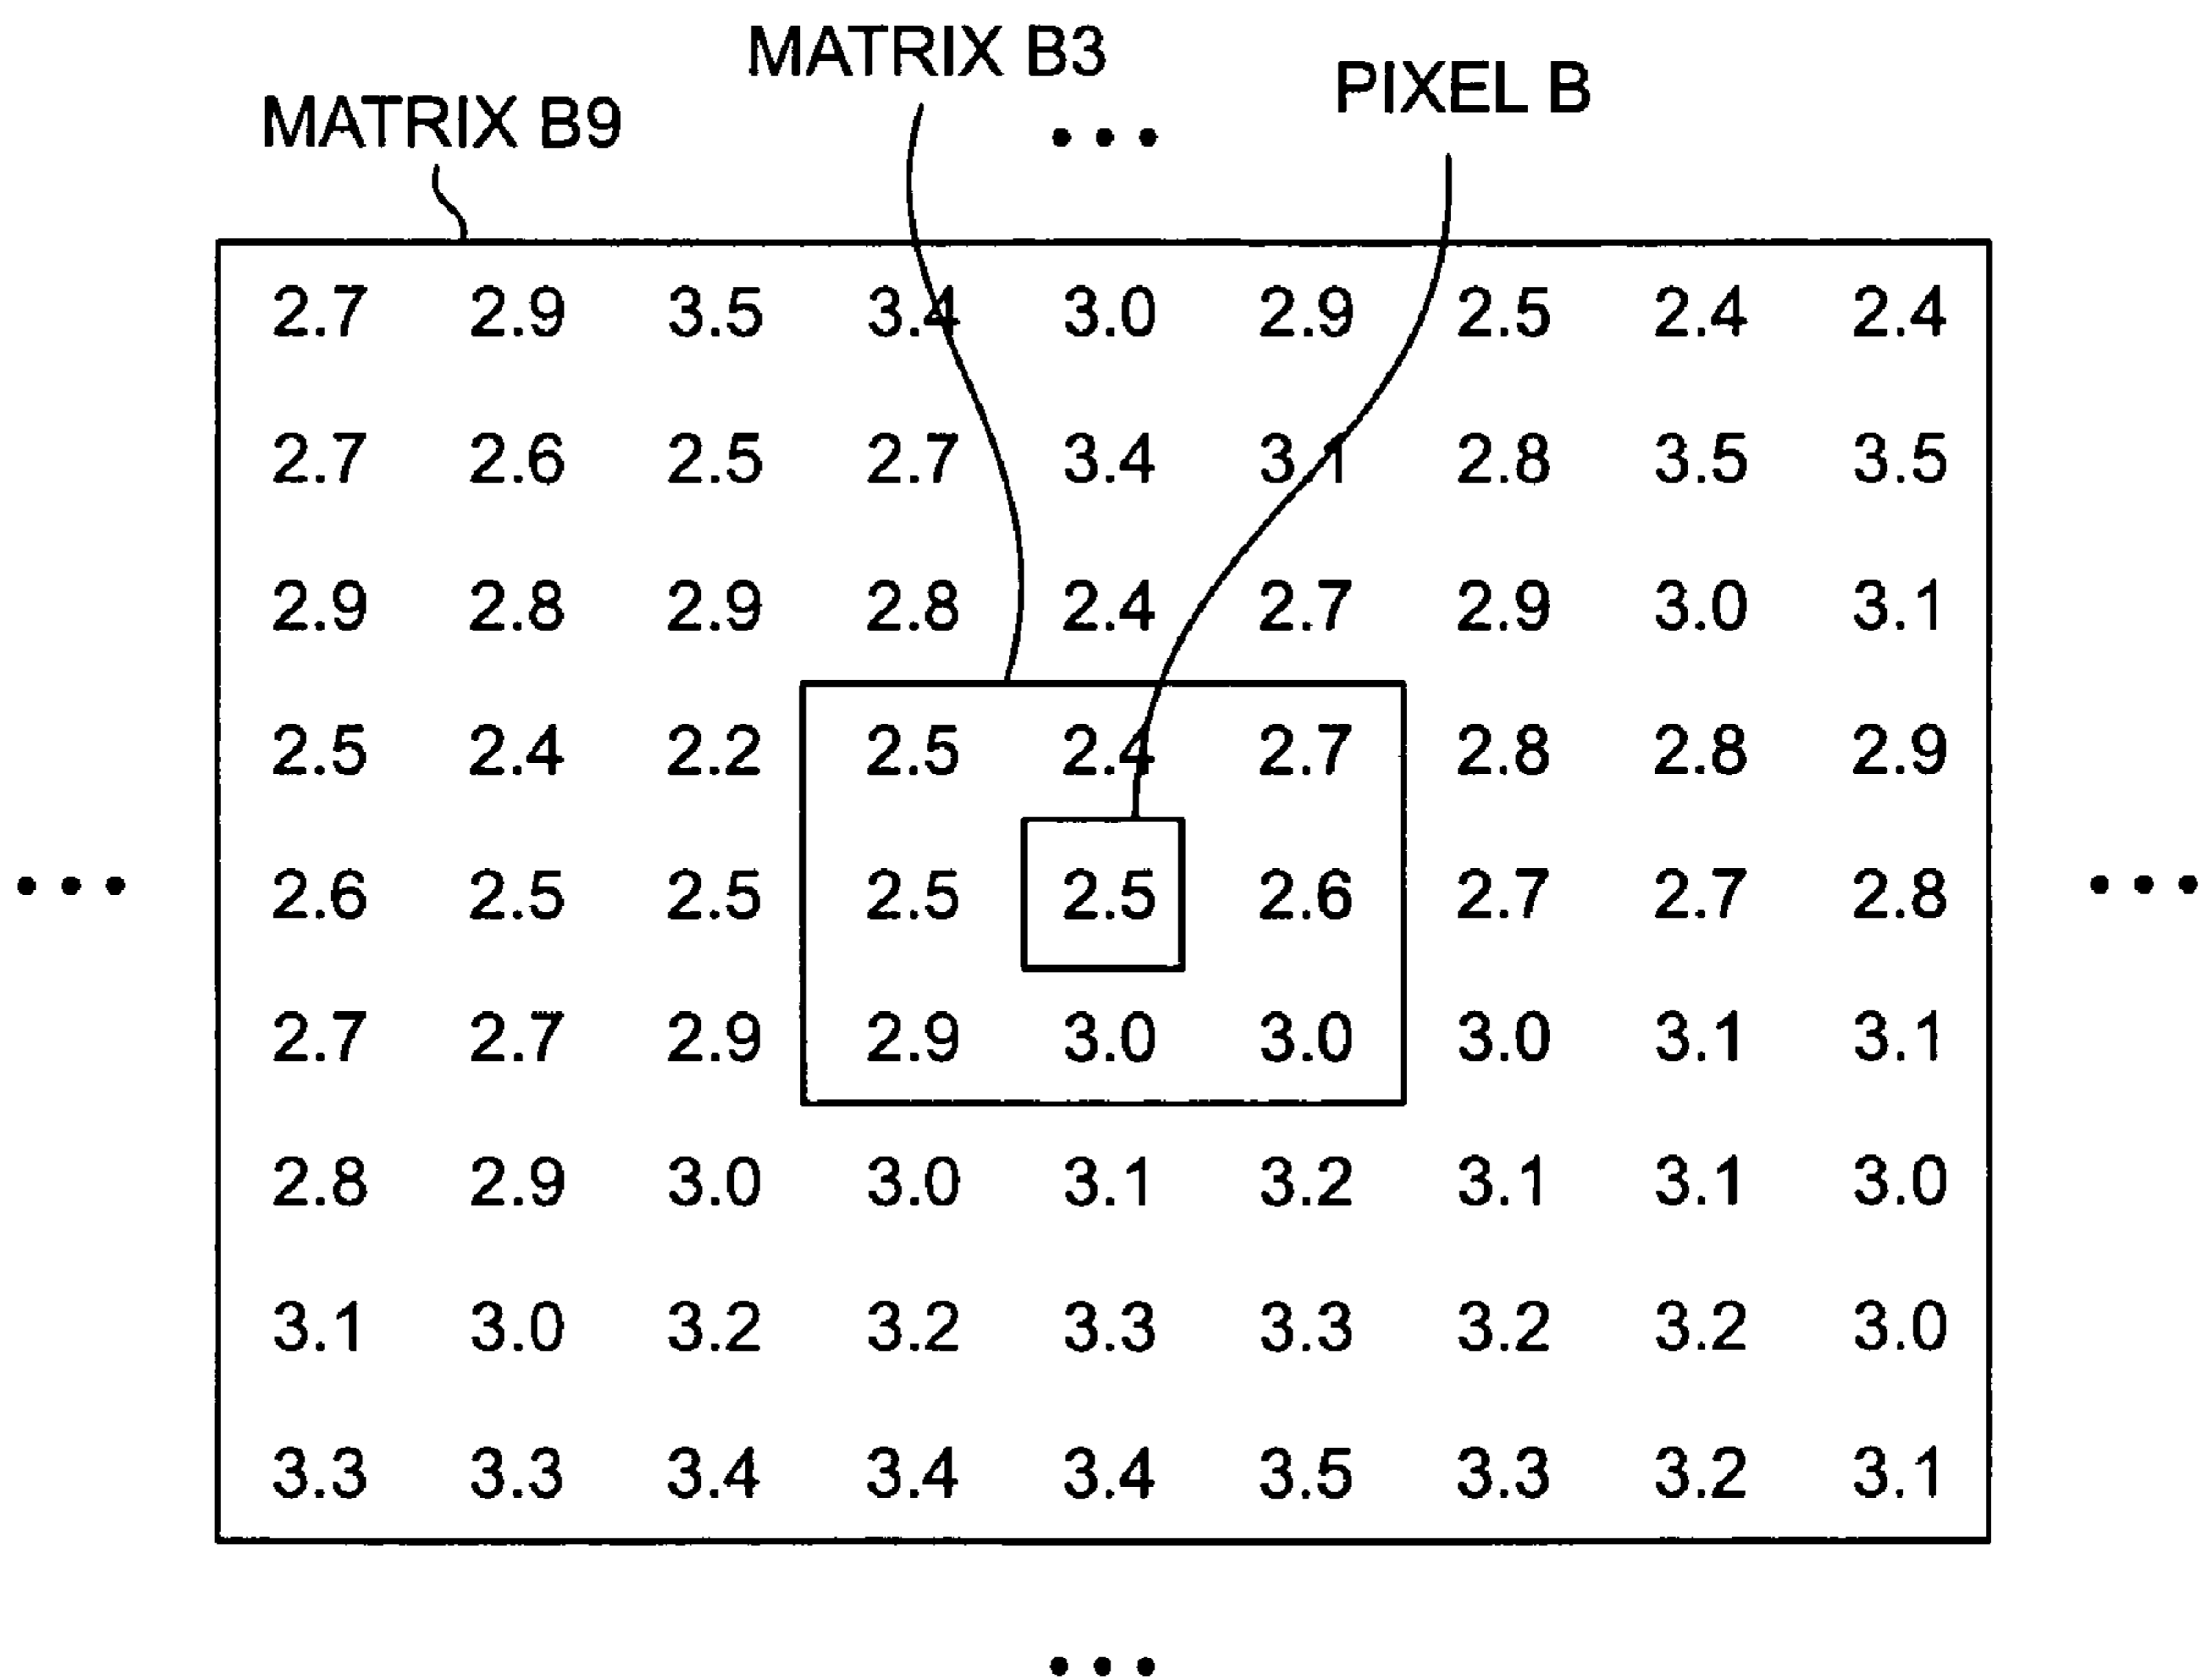 MATRIX B3
PIXEL B
MATRIX B9
...
2.7 2.9 3.5 3.4 3.0 2.9 2.5 2.4 2.4
2.7 2.6 2.5 2.7 3.4 3.1 2.8 3.5 3.5
2.9 2.8 2.9 2.8 2.4 2.7 2.9 3.0 3.1
2.5 2.4 2.2 2.5 2.4 2.7 2.8 2.8 2.9
... 2.6 2.5 2.5 2.5 2.5 2.6 2.7 2.7 2.8 ...
2.7 2.7 2.9 2.9 3.0 3.0 3.0 3.1 3.1
2.8 2.9 3.0 3.0 3.1 3.2 3.1 3.1 3.0
3.1 3.0 3.2 3.2 3.3 3.3 3.2 3.2 3.0
3.3 3.3 3.4 3.4 3.4 3.5 3.3 3.2 3.1
...